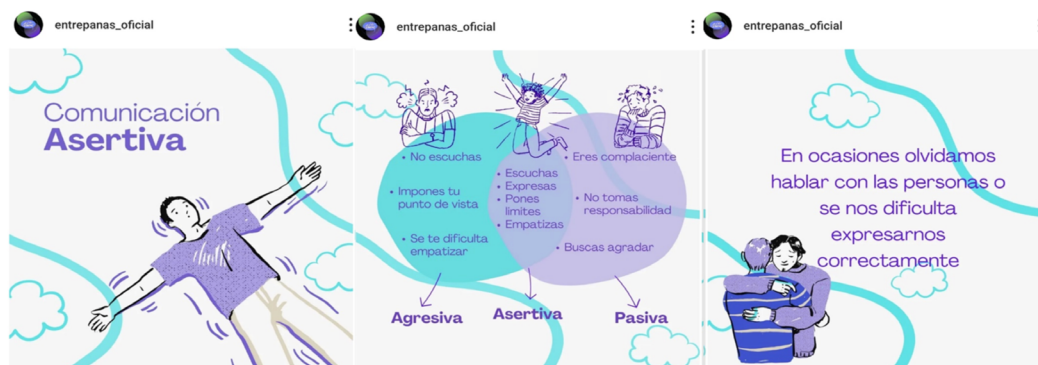 entrepanas_oficial
Comunicación
Asertiva
entrepanas_oficial
• No escuchas
• Impones tu
punto de vista
• Se te dificulta
empatizar
• Escuchas
• Expresas
• Pones
límites
• Empatizas
• Eres complaciente
• No tomas
responsabilidad
• Buscas agradar
Agresiva
Asertiva
Pasiva
entrepanas_oficial
En ocasiones olvidamos
hablar con las personas o
se nos dificulta
expresarnos
correctamente